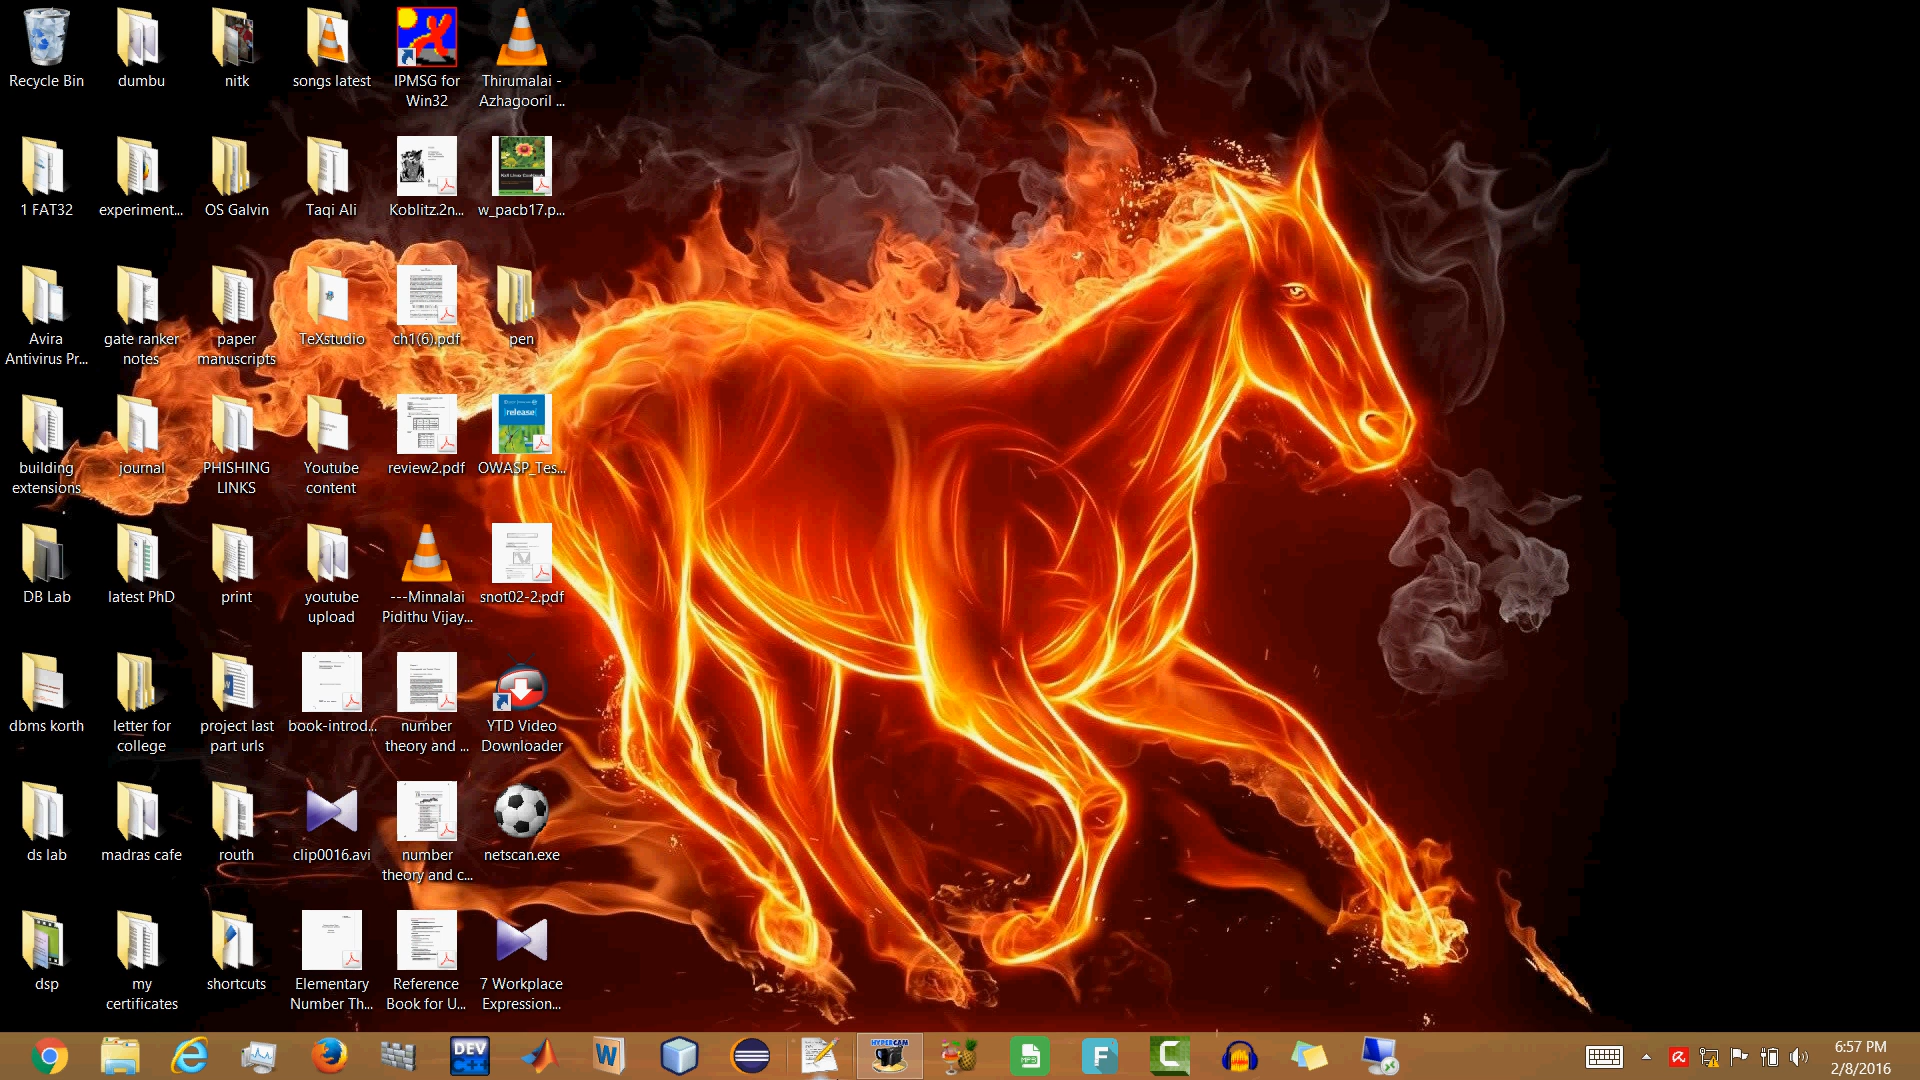 Recycle Bin
dumbu
nitk
songs latest
IPMSG for
Win32
Thirumalai -
Azhagooril ...
1 FAT32
experiment...
OS Galvin
Taqi Ali
Koblitz.2n...
w_pacb17.p...
Avira
Antivirus Pr...
gate ranker
notes
paper
manuscripts
TeXstudio
ch1(6).pdf
pen
building
extensions
journal
PHISHING
LINKS
Youtube
content
review2.pdf
release
OWASP_Tes...
DB Lab
latest PhD
print
youtube
upload
---Minnalai
Pidithu Vijay...
snot02-2.pdf
dbms korth
letter for
college
project last
part urls
book-introd...
number
theory and ...
YTD Video
Downloader
ds lab
madras cafe
routh
clip0016.avi
number
theory and c...
netscan.exe
dsp
my
certificates
shortcuts
Elementary
Number Th...
Reference
Book for U...
7 Workplace
Expression...
DEV
C++
W
HYPERCAM
MP3
F
C
6:57 PM
2/8/2016